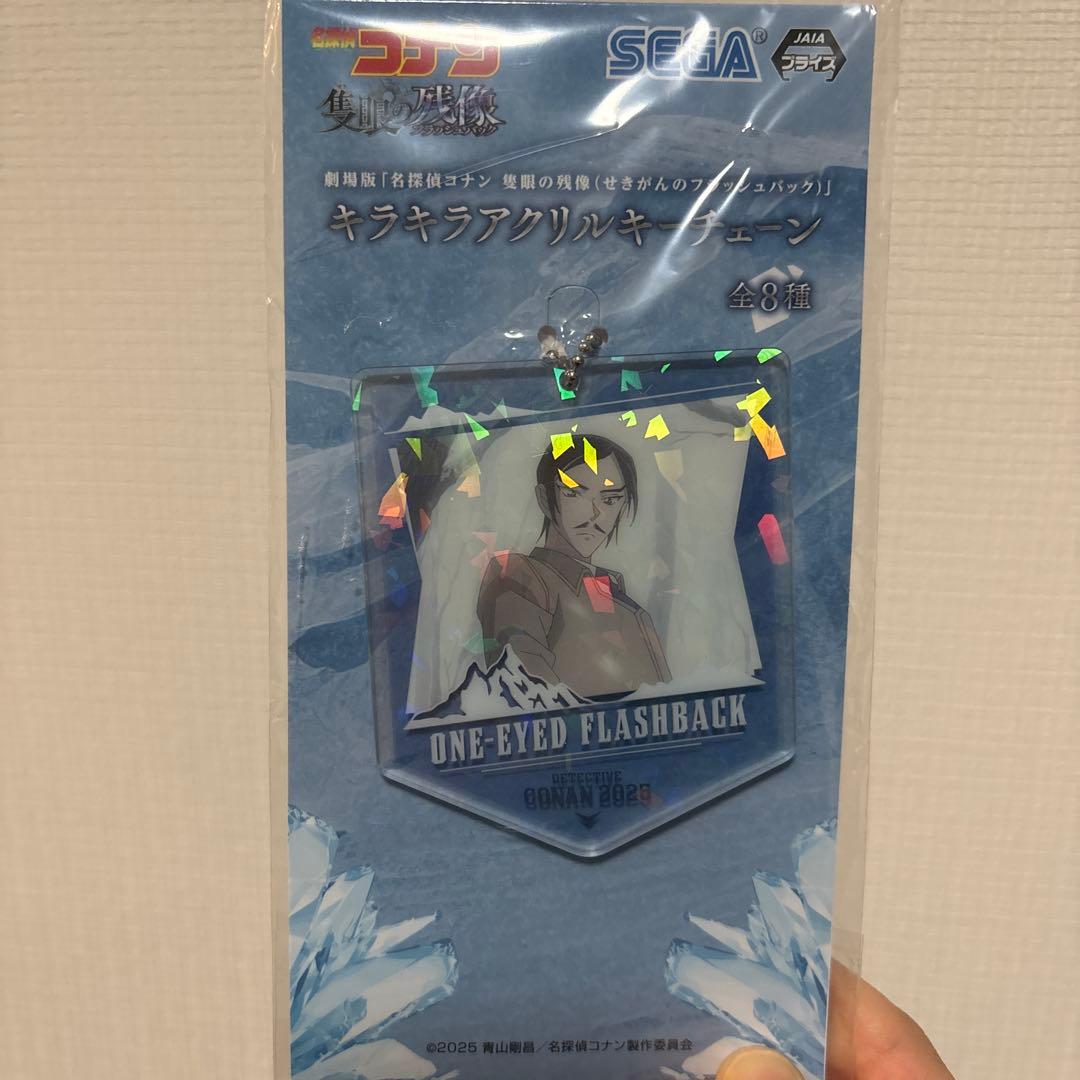 名探偵コナン
隻眼の残像
フラッシュバック
SEGA®
JAIA
プライズ
劇場版「名探偵コナン 隻眼の残像(せきがんのフラッシュバック)」
キラキラアクリルキーチェーン
全8種
ONE-EYED FLASHBACK
DETECTIVE
CONAN 2025
©2025 青山剛昌/名探偵コナン製作委員会